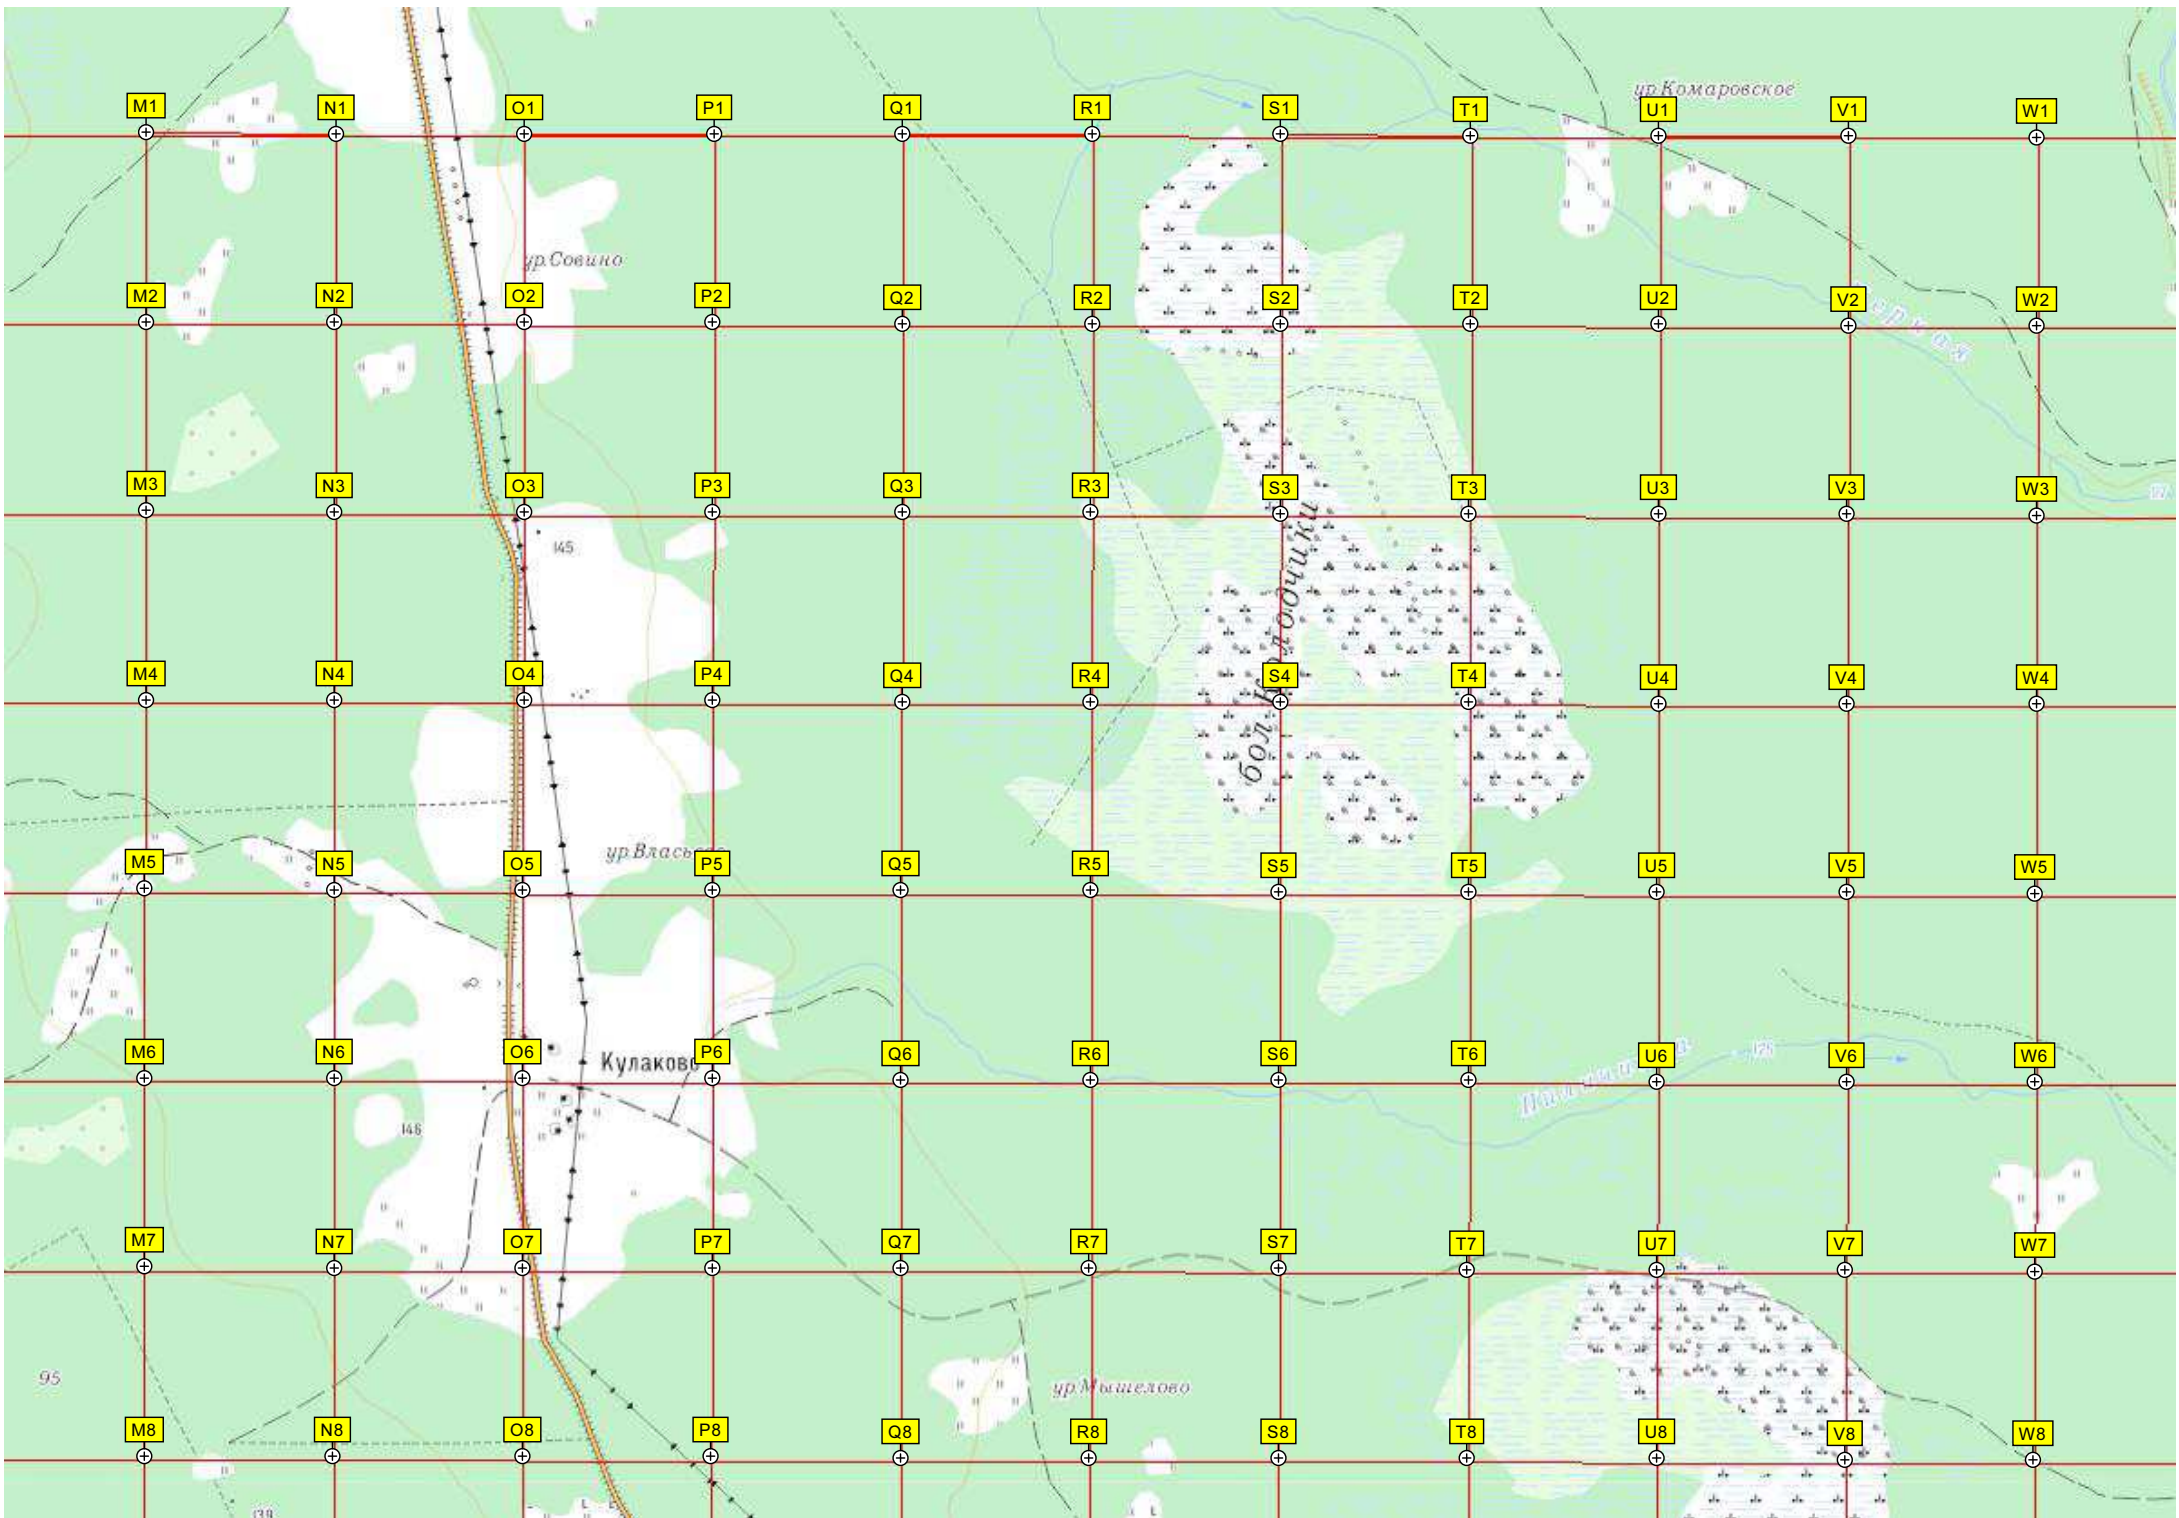 ур.Комаровское
M1 N1 O1 P1 Q1 R1 S1 T1 U1 V1 W1
ур.Совино
M2 N2 O2 P2 Q2 R2 S2 T2 U2 V2 W2
M3 N3 O3 P3 Q3 R3 S3 T3 U3 V3 W3
145
бол. Колодчики
M4 N4 O4 P4 Q4 R4 S4 T4 U4 V4 W4
M5 N5 O5 P5 Q5 R5 S5 T5 U5 V5 W5
M6 N6 O6 P6 Q6 R6 S6 T6 U6 V6 W6
Кулаково
125
146
M7 N7 O7 P7 Q7 R7 S7 T7 U7 V7 W7
95
ур.Мышелово
M8 N8 O8 P8 Q8 R8 S8 T8 U8 V8 W8
139